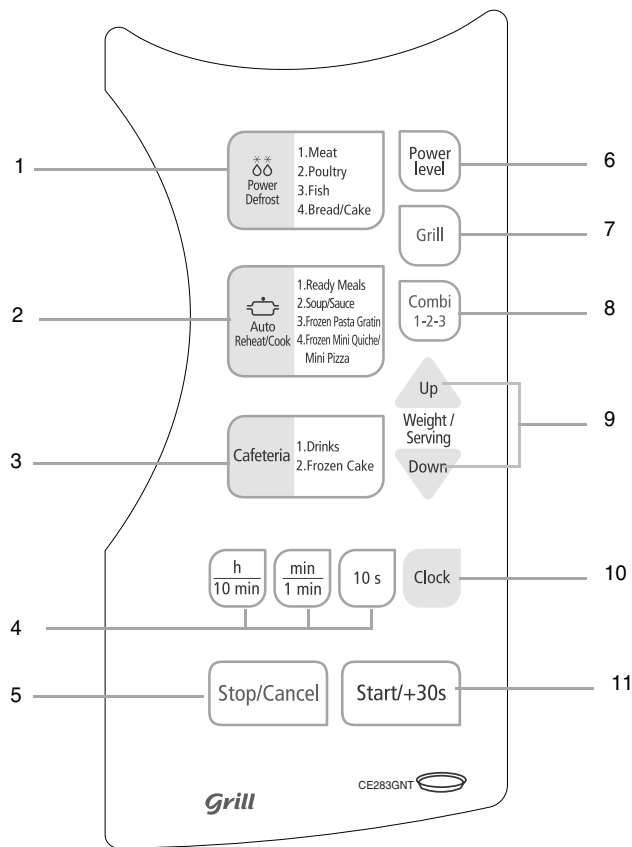 1
Power
Defrost
1.Meat
2.Poultry
3.Fish
4.Bread/Cake
Power
level
6
Grill
7
2
Auto
Reheat/Cook
1.Ready Meals
2.Soup/Sauce
3.Frozen Pasta Gratin
4.Frozen Mini Quiche/
Mini Pizza
Combi
1-2-3
8
Up
Weight /
Serving
Down
9
3
Cafeteria
1.Drinks
2.Frozen Cake
h
10 min
min
1 min
10 s
Clock
10
4
5
Stop/Cancel
Start/+30s
11
CE283GNT
Grill